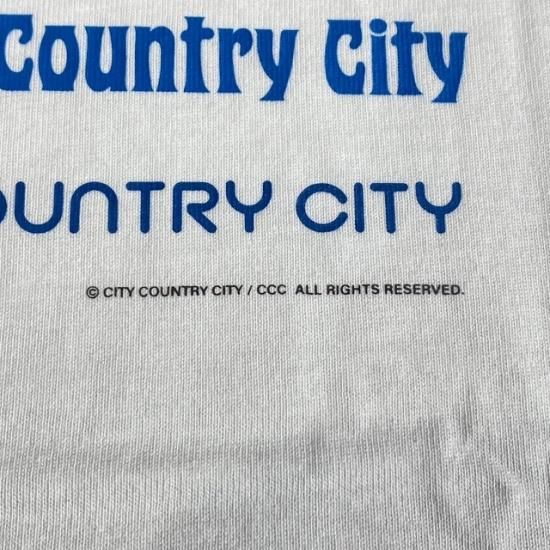 Country City
OUNTRY CITY
© CITY COUNTRY CITY / CCC ALL RIGHTS RESERVED.